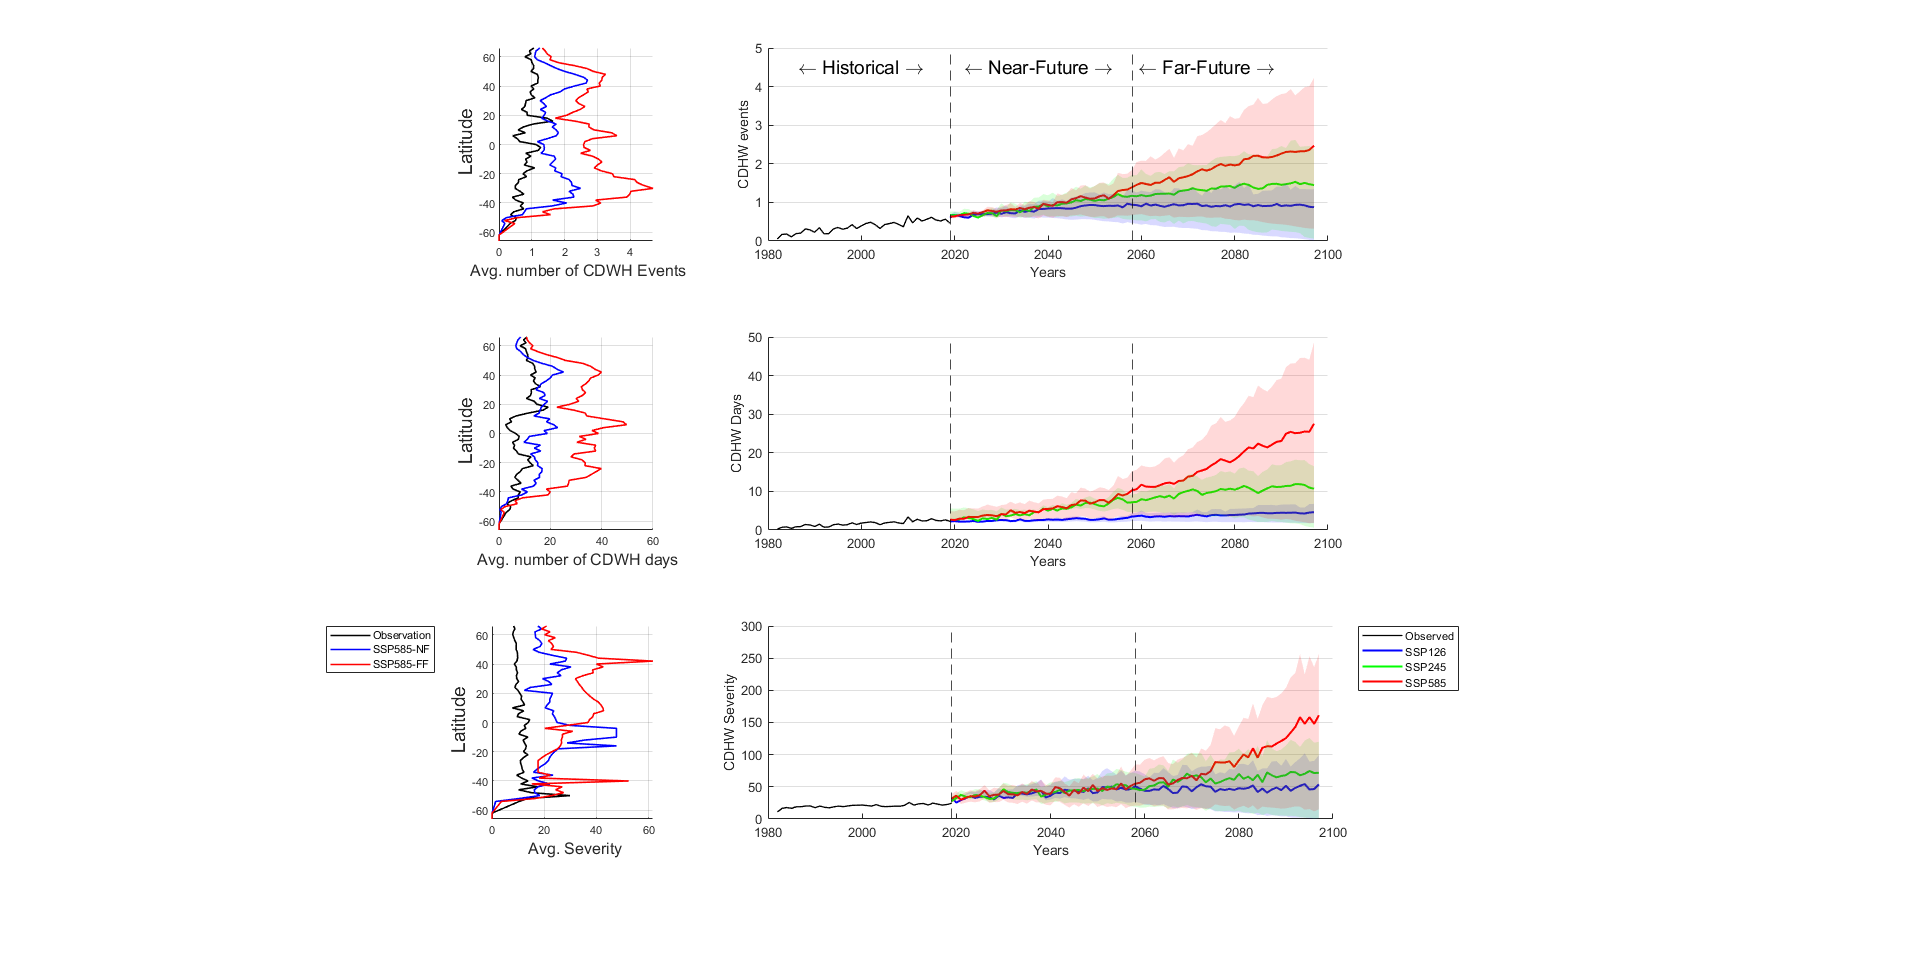 60
40
20
0
-20
-40
-60
Latitude
0 1 2 3 4
Avg. number of CDWH Events
5
4
3
2
1
0
CDHW events
← Historical →
← Near-Future →
← Far-Future →
1980 2000 2020 2040 2060 2080 2100
Years
60
40
20
0
-20
-40
-60
Latitude
0 20 40 60
Avg. number of CDWH days
50
40
30
20
10
0
CDHW Days
1980 2000 2020 2040 2060 2080 2100
Years
Observation
SSP585-NF
SSP585-FF
60
40
20
0
-20
-40
-60
Latitude
0 20 40 60
Avg. Severity
300
250
200
150
100
50
0
CDHW Severity
1980 2000 2020 2040 2060 2080 2100
Years
Observed
SSP126
SSP245
SSP585